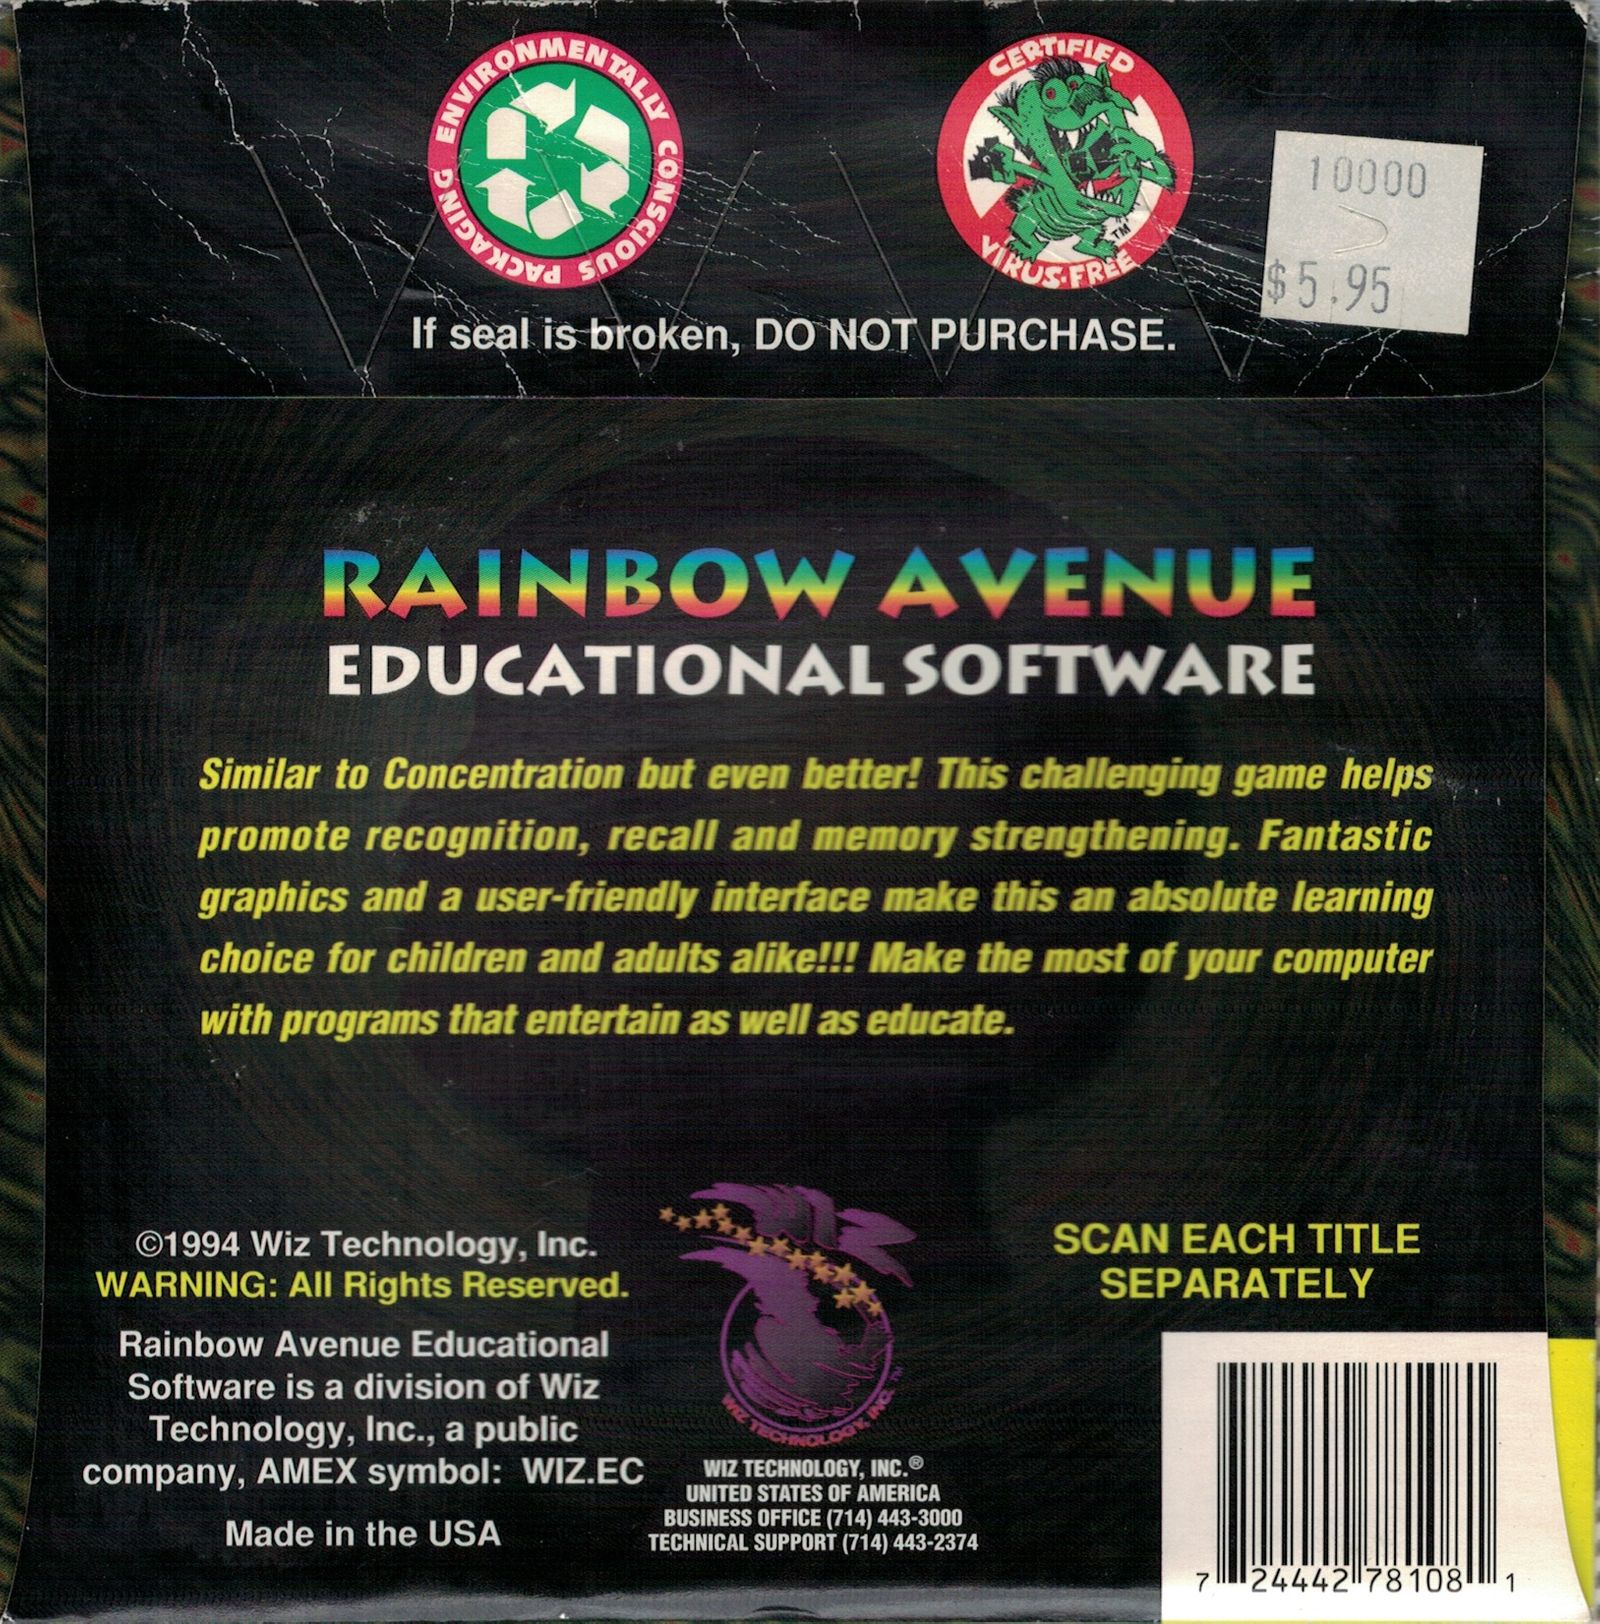 ENVIRONMENTALLY CONSCIOUS PACKAGING
CERTIFIED
VIRUS-FREE
TM
10000
$5.95
If seal is broken, DO NOT PURCHASE.
RAINBOW AVENUE
EDUCATIONAL SOFTWARE
Similar to Concentration but even better! This challenging game helps
promote recognition, recall and memory strengthening. Fantastic
graphics and a user-friendly interface make this an absolute learning
choice for children and adults alike!!! Make the most of your computer
with programs that entertain as well as educate.
©1994 Wiz Technology, Inc.
WARNING: All Rights Reserved.
Rainbow Avenue Educational
Software is a division of Wiz
Technology, Inc., a public
company, AMEX symbol: WIZ.EC
Made in the USA
WIZ TECHNOLOGY, INC. ™
WIZ TECHNOLOGY, INC.®
UNITED STATES OF AMERICA
BUSINESS OFFICE (714) 443-3000
TECHNICAL SUPPORT (714) 443-2374
SCAN EACH TITLE
SEPARATELY
7 24442 78108 1